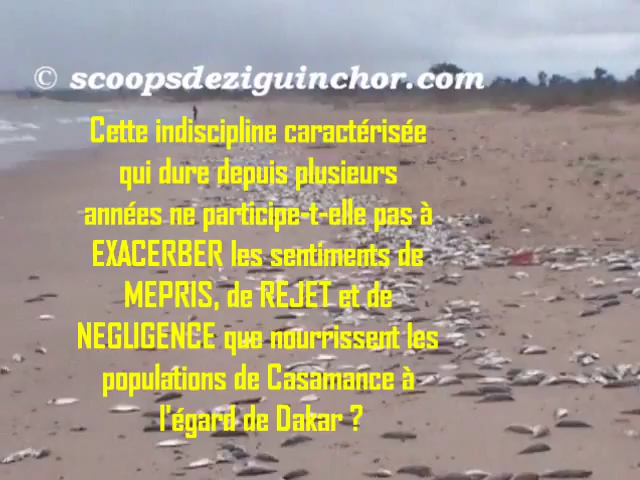 © scoopsdeziguinchor.com
Cette indiscipline caractérisée
qui dure depuis plusieurs
années ne participe-t-elle pas à
EXACERBER les sentiments de
MEPRIS, de REJET et de
NEGLIGENCE que nourrissent les
populations de Casamance à
l'égard de Dakar ?